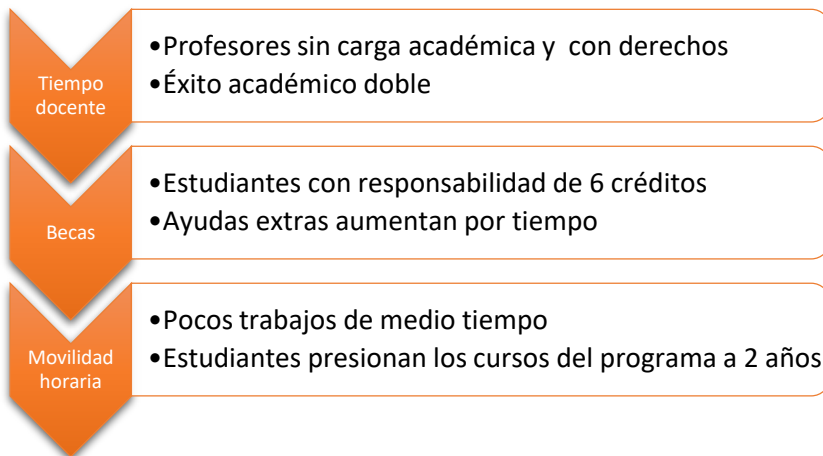 Tiempo
docente
•Profesores sin carga académica y  con derechos
•Éxito académico doble
Becas
•Estudiantes con responsabilidad de 6 créditos
•Ayudas extras aumentan por tiempo
Movilidad
horaria
•Pocos trabajos de medio tiempo
•Estudiantes presionan los cursos del programa a 2 años